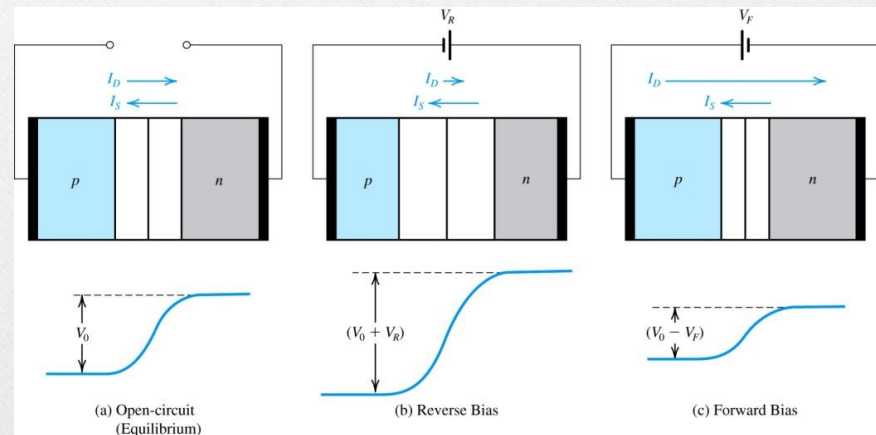 V_R
V_F
I_D
I_S
I_D
I_S
I_D
I_S
p
n
p
n
p
n
V_0
(V_0 + V_R)
(V_0 − V_F)
(a) Open-circuit
(Equilibrium)
(b) Reverse Bias
(c) Forward Bias